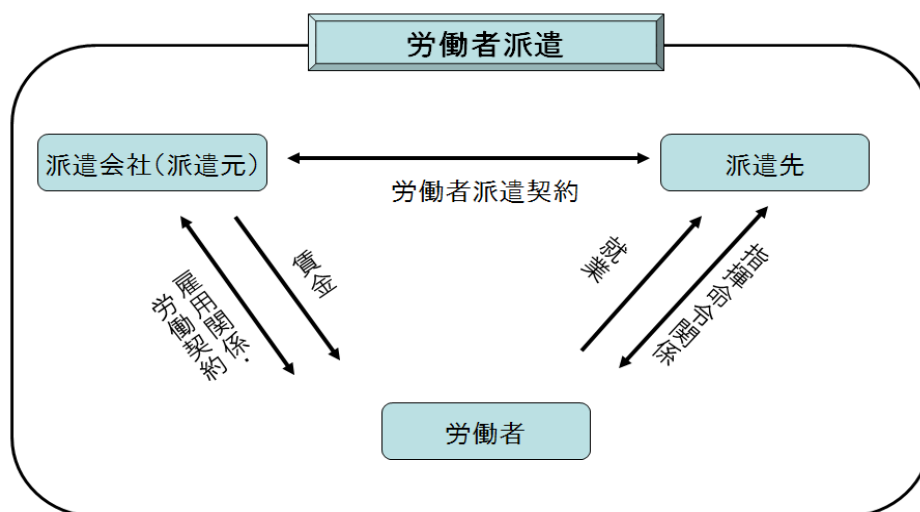 労働者派遣
派遣会社（派遣元）
派遣先
労働者派遣契約
雇用関係・
労働契約
賃金
就業
指揮命令関係
労働者